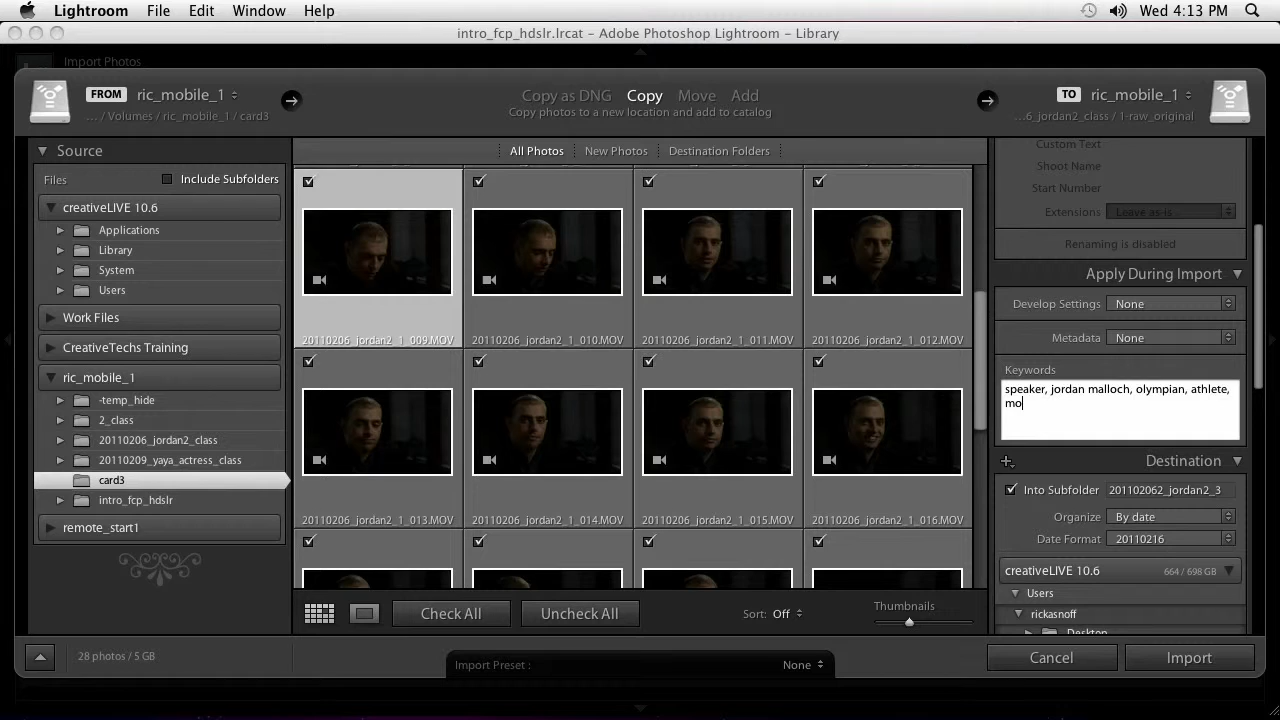 Lightroom File Edit Window Help
Wed 4:13 PM
intro_fcp_hdslr.lrcat – Adobe Photoshop Lightroom – Library
Import Photos
FROM ric_mobile_1
... / Volumes / ric_mobile_1 / card3
Copy as DNG Copy Move Add
Copy photos to a new location and add to catalog
TO ric_mobile_1
...6_jordan2_class / 1-raw_original
Source
Files
Include Subfolders
creativeLIVE 10.6
Applications
Library
System
Users
Work Files
CreativeTechs Training
ric_mobile_1
-temp_hide
2_class
20110206_jordan2_class
20110209_yaya_actress_class
card3
intro_fcp_hdslr
remote_start1
All Photos New Photos Destination Folders
20110206_jordan2_1_009.MOV 20110206_jordan2_1_010.MOV 20110206_jordan2_1_011.MOV 20110206_jordan2_1_012.MOV
20110206_jordan2_1_013.MOV 20110206_jordan2_1_014.MOV 20110206_jordan2_1_015.MOV 20110206_jordan2_1_016.MOV
Check All Uncheck All Sort: Off Thumbnails
Custom Text
Shoot Name
Start Number
Extensions Leave as-is
Renaming is disabled
Apply During Import
Develop Settings None
Metadata None
Keywords
speaker, jordan malloch, olympian, athlete,
mo
Destination
Into Subfolder 201102062_jordan2_3
Organize By date
Date Format 20110216
creativeLIVE 10.6 664 / 698 GB
Users
rickasnoff
Desktop
28 photos / 5 GB
Import Preset : None
Cancel Import